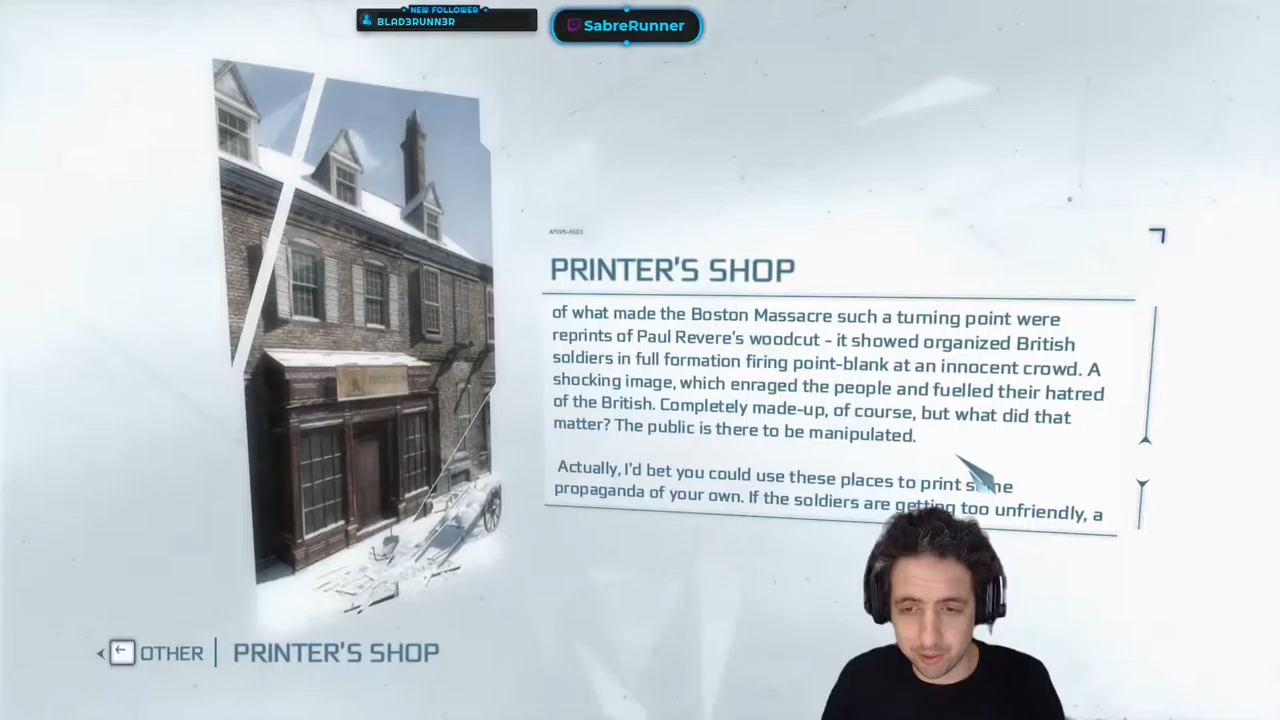 NEW FOLLOWER
BLAD3RUNN3R
SabreRunner
PRINTER'S SHOP
of what made the Boston Massacre such a turning point were
reprints of Paul Revere's woodcut - it showed organized British
soldiers in full formation firing point-blank at an innocent crowd. A
shocking image, which enraged the people and fuelled their hatred
of the British. Completely made-up, of course, but what did that
matter? The public is there to be manipulated.
Actually, I'd bet you could use these places to print some
propaganda of your own. If the soldiers are getting too unfriendly, a
OTHER | PRINTER'S SHOP